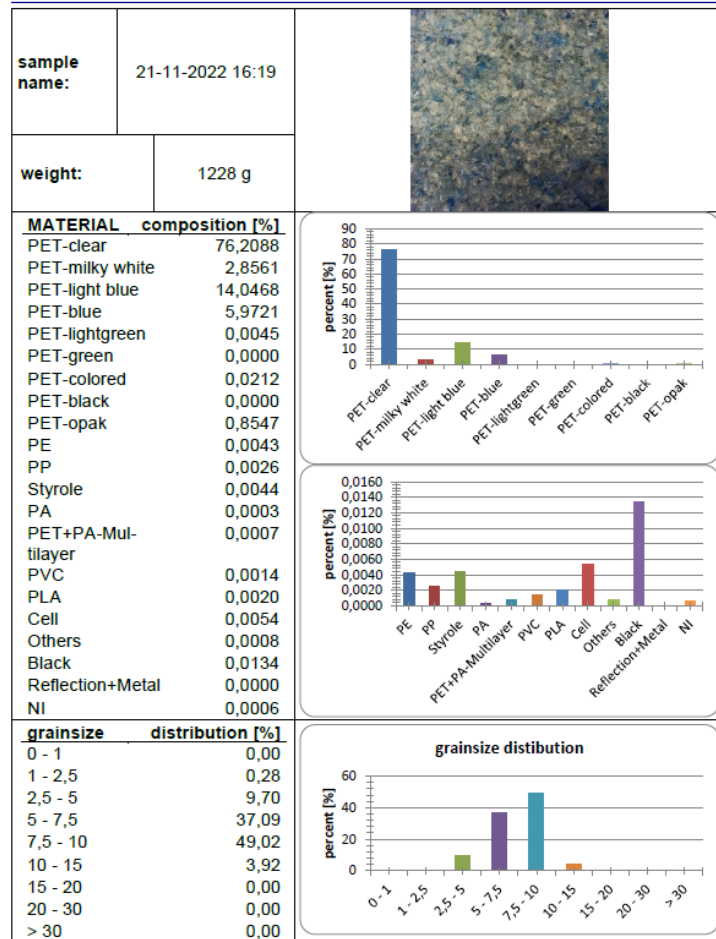 sample name:
21-11-2022 16:19
weight:
1228 g
MATERIAL composition [%]
PET-clear 76,2088
PET-milky white 2,8561
PET-light blue 14,0468
PET-blue 5,9721
PET-lightgreen 0,0045
PET-green 0,0000
PET-colored 0,0212
PET-black 0,0000
PET-opak 0,8547
PE 0,0043
PP 0,0026
Styrole 0,0044
PA 0,0003
PET+PA-Mul- 0,0007
tilayer
PVC 0,0014
PLA 0,0020
Cell 0,0054
Others 0,0008
Black 0,0134
Reflection+Metal 0,0000
NI 0,0006
percent [%]
90
80
70
60
50
40
30
20
10
0
PET-clear
PET-milky white
PET-light blue
PET-blue
PET-lightgreen
PET-green
PET-colored
PET-black
PET-opak
percent [%]
0,0160
0,0140
0,0120
0,0100
0,0080
0,0060
0,0040
0,0020
0,0000
PE
PP
Styrole
PA
PET+PA-Multilayer
PVC
PLA
Cell
Others
Black
Reflection+Metal
NI
grainsize distribution [%]
0 - 1 0,00
1 - 2,5 0,28
2,5 - 5 9,70
5 - 7,5 37,09
7,5 - 10 49,02
10 - 15 3,92
15 - 20 0,00
20 - 30 0,00
> 30 0,00
grainsize distibution
percent [%]
60
40
20
0
0 - 1
1 - 2,5
2,5 - 5
5 - 7,5
7,5 - 10
10 - 15
15 - 20
20 - 30
> 30